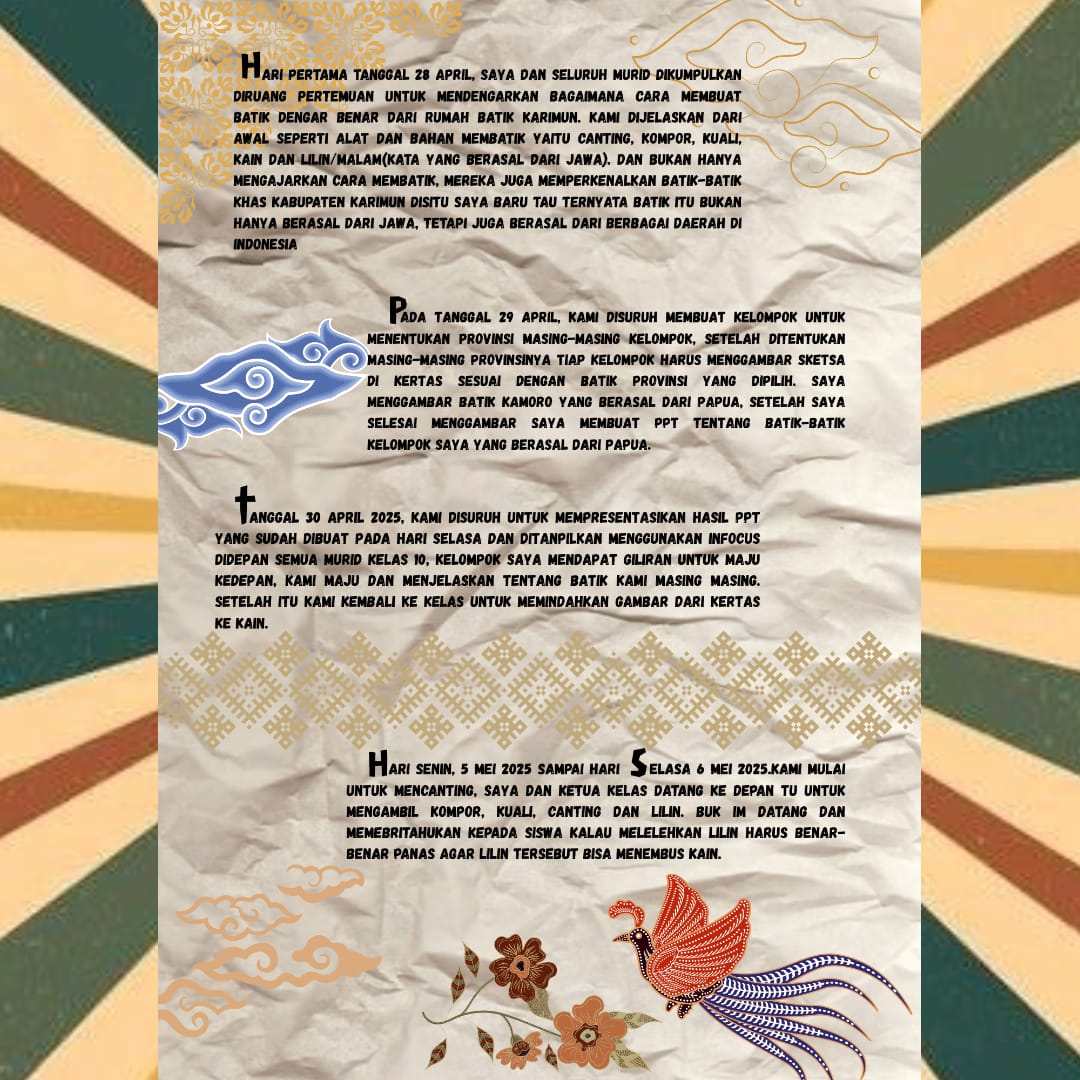 HARI PERTAMA TANGGAL 28 APRIL, SAYA DAN SELURUH MURID DIKUMPULKAN
DIRUANG PERTEMUAN UNTUK MENDENGARKAN BAGAIMANA CARA MEMBUAT
BATIK DENGAR BENAR DARI RUMAH BATIK KARIMUN. KAMI DIJELASKAN DARI
AWAL SEPERTI ALAT DAN BAHAN MEMBATIK YAITU CANTING, KOMPOR, KUALI,
KAIN DAN LILIN/MALAM(KATA YANG BERASAL DARI JAWA). DAN BUKAN HANYA
MENGAJARKAN CARA MEMBATIK, MEREKA JUGA MEMPERKENALKAN BATIK-BATIK
KHAS KABUPATEN KARIMUN DISITU SAYA BARU TAU TERNYATA BATIK ITU BUKAN
HANYA BERASAL DARI JAWA, TETAPI JUGA BERASAL DARI BERBAGAI DAERAH DI
INDONESIA
PADA TANGGAL 29 APRIL, KAMI DISURUH MEMBUAT KELOMPOK UNTUK
MENENTUKAN PROVINSI MASING-MASING KELOMPOK, SETELAH DITENTUKAN
MASING-MASING PROVINSINYA TIAP KELOMPOK HARUS MENGGAMBAR SKETSA
DI KERTAS SESUAI DENGAN BATIK PROVINSI YANG DIPILIH. SAYA
MENGGAMBAR BATIK KAMORO YANG BERASAL DARI PAPUA, SETELAH SAYA
SELESAI MENGGAMBAR SAYA MEMBUAT PPT TENTANG BATIK-BATIK
KELOMPOK SAYA YANG BERASAL DARI PAPUA.
TANGGAL 30 APRIL 2025, KAMI DISURUH UNTUK MEMPRESENTASIKAN HASIL PPT
YANG SUDAH DIBUAT PADA HARI SELASA DAN DITANPILKAN MENGGUNAKAN INFOCUS
DIDEPAN SEMUA MURID KELAS 10, KELOMPOK SAYA MENDAPAT GILIRAN UNTUK MAJU
KEDEPAN, KAMI MAJU DAN MENJELASKAN TENTANG BATIK KAMI MASING MASING.
SETELAH ITU KAMI KEMBALI KE KELAS UNTUK MEMINDAHKAN GAMBAR DARI KERTAS
KE KAIN.
HARI SENIN, 5 MEI 2025 SAMPAI HARI SELASA 6 MEI 2025.KAMI MULAI
UNTUK MENCANTING, SAYA DAN KETUA KELAS DATANG KE DEPAN TU UNTUK
MENGAMBIL KOMPOR, KUALI, CANTING DAN LILIN. BUK IM DATANG DAN
MEMEBRITAHUKAN KEPADA SISWA KALAU MELELEHKAN LILIN HARUS BENAR-
BENAR PANAS AGAR LILIN TERSEBUT BISA MENEMBUS KAIN.